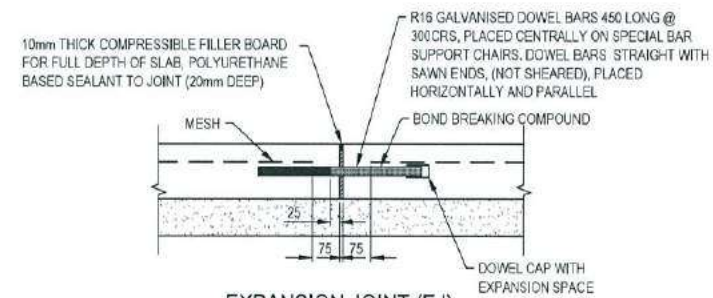 R16 GALVANISED DOWEL BARS 450 LONG @
300CRS, PLACED CENTRALLY ON SPECIAL BAR
SUPPORT CHAIRS. DOWEL BARS STRAIGHT WITH
SAWN ENDS, (NOT SHEARED), PLACED
HORIZONTALLY AND PARALLEL
10mm THICK COMPRESSIBLE FILLER BOARD
FOR FULL DEPTH OF SLAB, POLYURETHANE
BASED SEALANT TO JOINT (20mm DEEP)
MESH
BOND BREAKING COMPOUND
25
75 75
DOWEL CAP WITH
EXPANSION SPACE
EXPANSION JOINT (EJ)